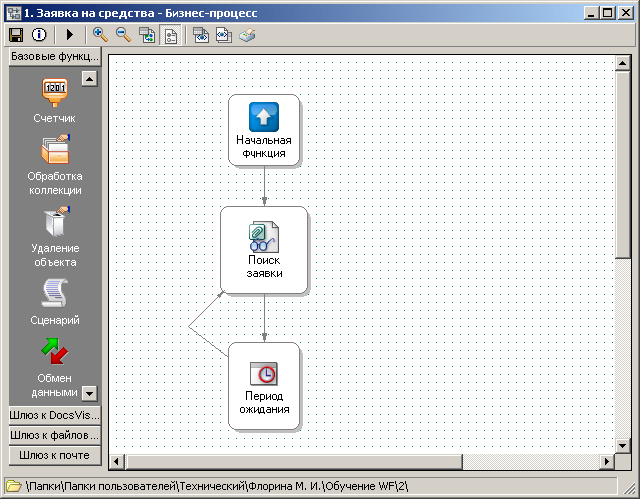 1. Заявка на средства - Бизнес-процесс
Базовые функц...
1201
Счетчик
Обработка
коллекции
Удаление
объекта
Сценарий
Обмен
данными
Шлюз к DocsVis...
Шлюз к файлов...
Шлюз к почте
Начальная
функция
Поиск
заявки
Период
ожидания
\Папки\Папки пользователей\Технический\Флорина М. И.\Обучение WF\2\